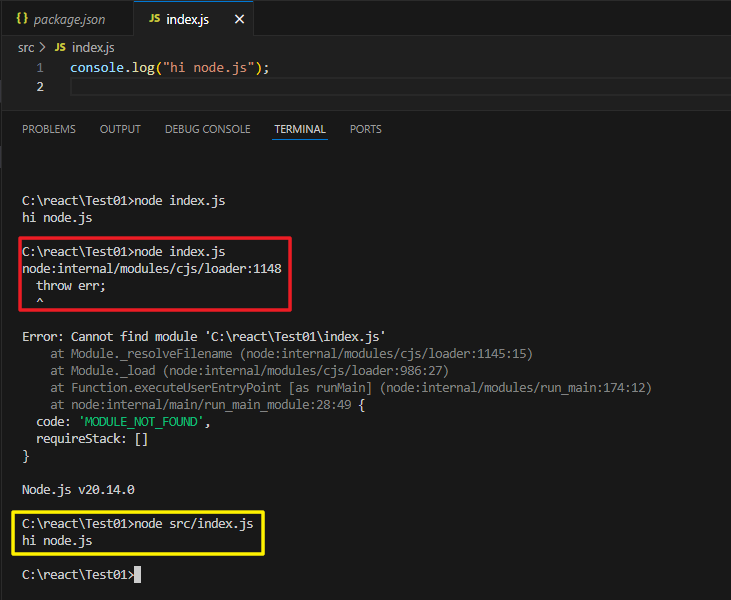 {} package.json
JS index.js ×
src > JS index.js
1 console.log("hi node.js");
2
PROBLEMS OUTPUT DEBUG CONSOLE TERMINAL PORTS
C:\react\Test01>node index.js
hi node.js
C:\react\Test01>node index.js
node:internal/modules/cjs/loader:1148
  throw err;
  ^
Error: Cannot find module 'C:\react\Test01\index.js'
    at Module._resolveFilename (node:internal/modules/cjs/loader:1145:15)
    at Module._load (node:internal/modules/cjs/loader:986:27)
    at Function.executeUserEntryPoint [as runMain] (node:internal/modules/run_main:174:12)
    at node:internal/main/run_main_module:28:49 {
  code: 'MODULE_NOT_FOUND',
  requireStack: []
}
Node.js v20.14.0
C:\react\Test01>node src/index.js
hi node.js
C:\react\Test01>